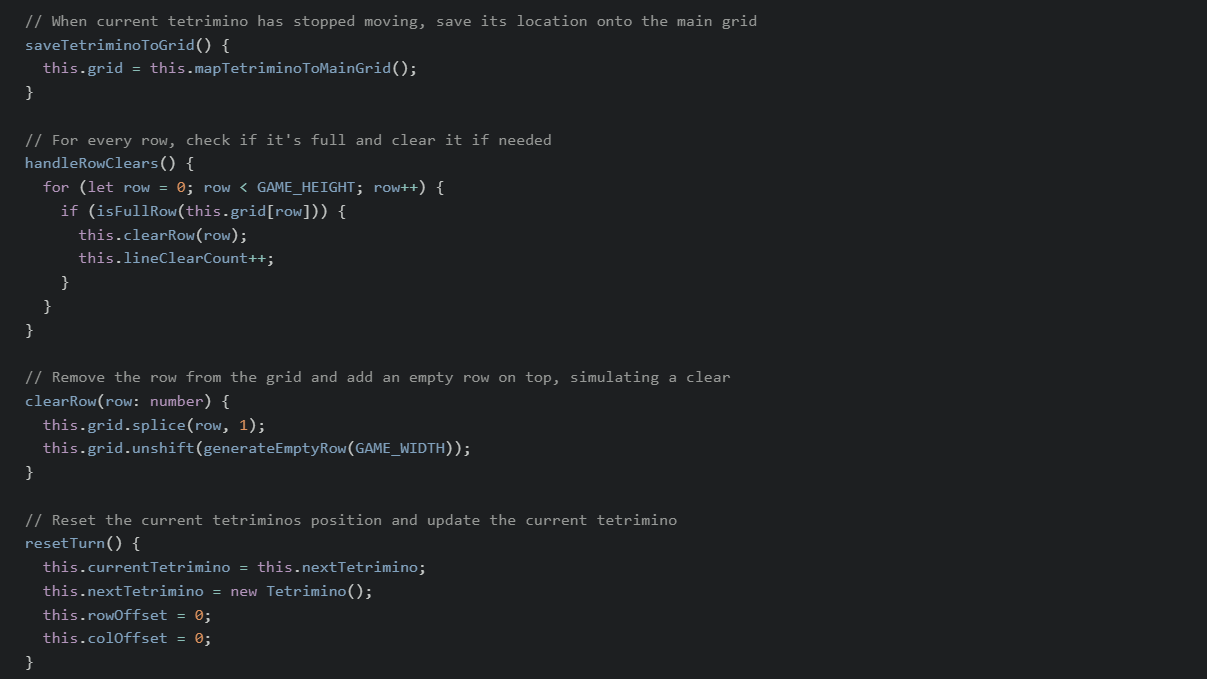 // When current tetrimino has stopped moving, save its location onto the main grid
saveTetriminoToGrid() {
  this.grid = this.mapTetriminoToMainGrid();
}

// For every row, check if it's full and clear it if needed
handleRowClears() {
  for (let row = 0; row < GAME_HEIGHT; row++) {
    if (isFullRow(this.grid[row])) {
      this.clearRow(row);
      this.lineClearCount++;
    }
  }
}

// Remove the row from the grid and add an empty row on top, simulating a clear
clearRow(row: number) {
  this.grid.splice(row, 1);
  this.grid.unshift(generateEmptyRow(GAME_WIDTH));
}

// Reset the current tetriminos position and update the current tetrimino
resetTurn() {
  this.currentTetrimino = this.nextTetrimino;
  this.nextTetrimino = new Tetrimino();
  this.rowOffset = 0;
  this.colOffset = 0;
}